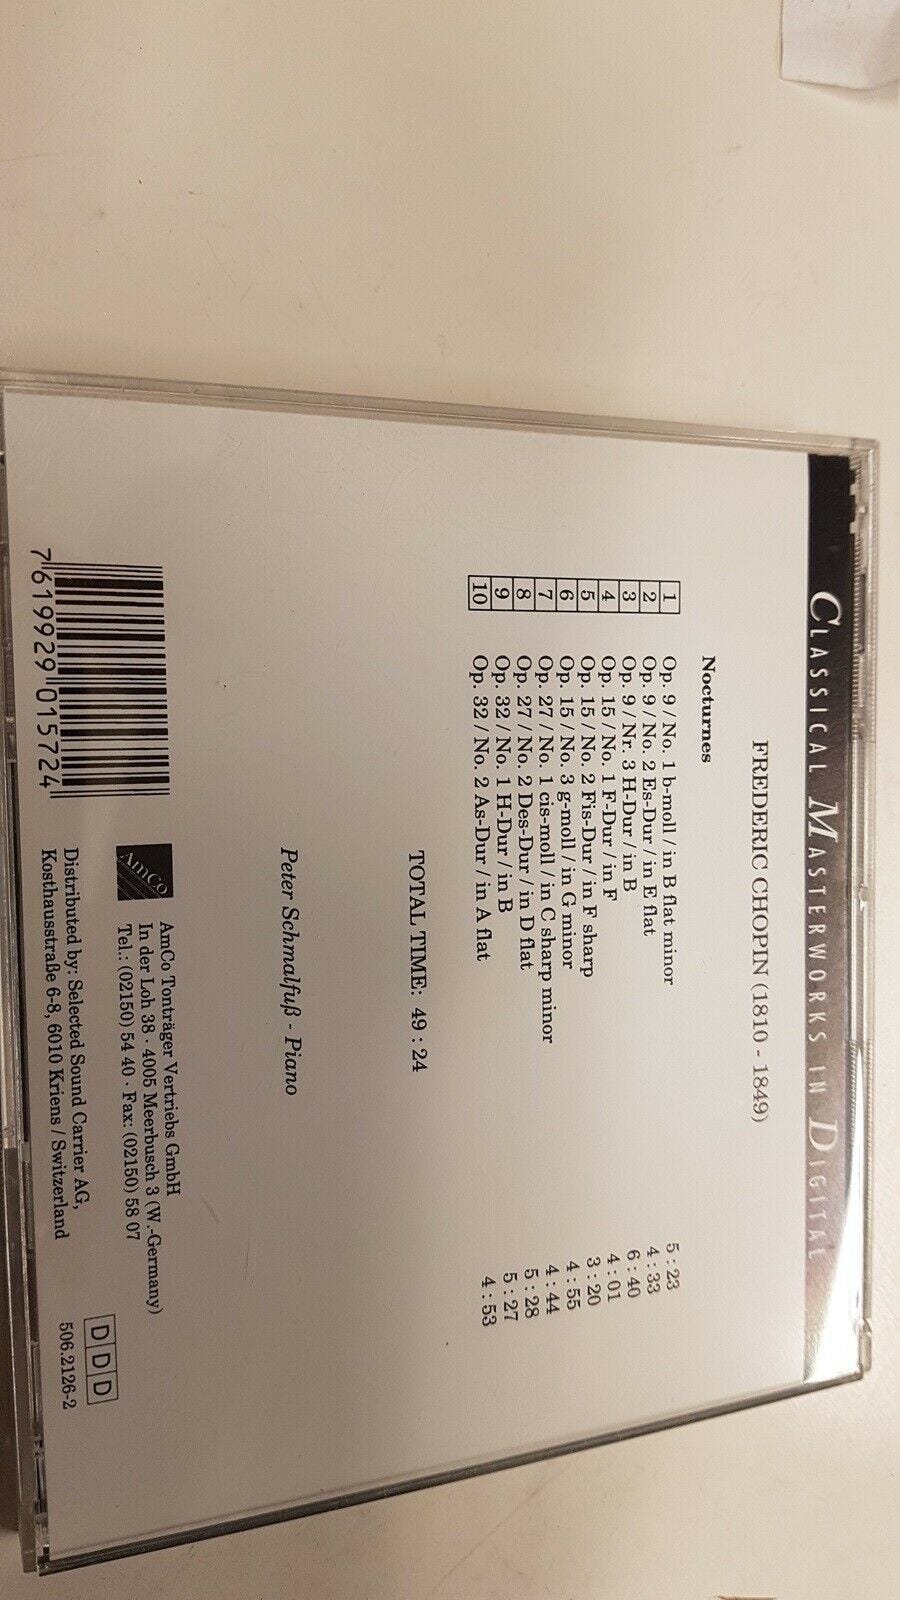 CLASSICAL MASTERWORKS IN DIGITAL
FREDERIC CHOPIN (1810 - 1849)
Nocturnes
1 Op. 9 / No. 1 b-moll / in B flat minor 5 : 23
2 Op. 9 / No. 2 Es-Dur / in E flat 4 : 33
3 Op. 9 / Nr. 3 H-Dur / in B 6 : 40
4 Op. 15 / No. 1 F-Dur / in F 4 : 01
5 Op. 15 / No. 2 Fis-Dur / in F sharp 3 : 20
6 Op. 15 / No. 3 g-moll / in G minor 4 : 55
7 Op. 27 / No. 1 cis-moll / in C sharp minor 4 : 44
8 Op. 27 / No. 2 Des-Dur / in D flat 5 : 28
9 Op. 32 / No. 1 H-Dur / in B 5 : 27
10 Op. 32 / No. 2 As-Dur / in A flat 4 : 53
TOTAL TIME: 49 : 24
Peter Schmalfuß - Piano
7 619929 015724
AmCo
AmCo Tonträger Vertriebs GmbH
In der Loh 38 · 4005 Meerbusch 3 (W.-Germany)
Tel.: (02150) 54 40 · Fax: (02150) 58 07
Distributed by: Selected Sound Carrier AG,
Kosthausstraße 6-8, 6010 Kriens / Switzerland
DDD
506.2126-2